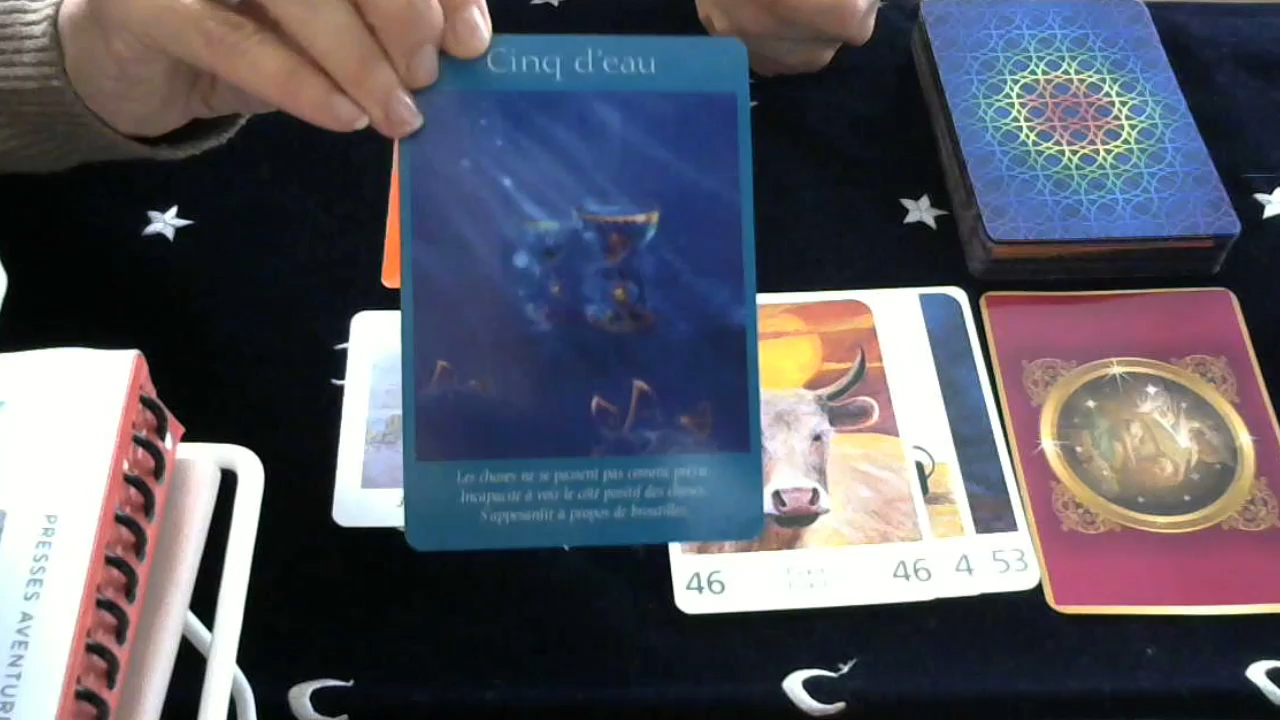 Cinq d'eau
Les choses ne se passent pas comme prévu.
Incapacité à voir le côté positif des choses.
S'appesantir à propos de broutilles.
46
46
4
53
PRESSES AVENTURE